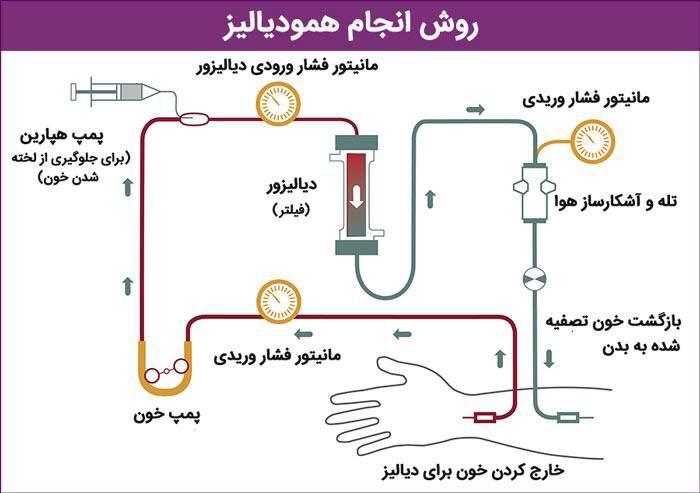 روش انجام همودیالیز
مانیتور فشار ورودی دیالیزور
مانیتور فشار وریدی
پمپ هپارین
(برای جلوگیری از لخته
شدن خون)
دیالیزور
(فیلتر)
تله و آشکارساز هوا
بازگشت خون تصفیه
شده به بدن
مانیتور فشار وریدی
پمپ خون
خارج کردن خون برای دیالیز